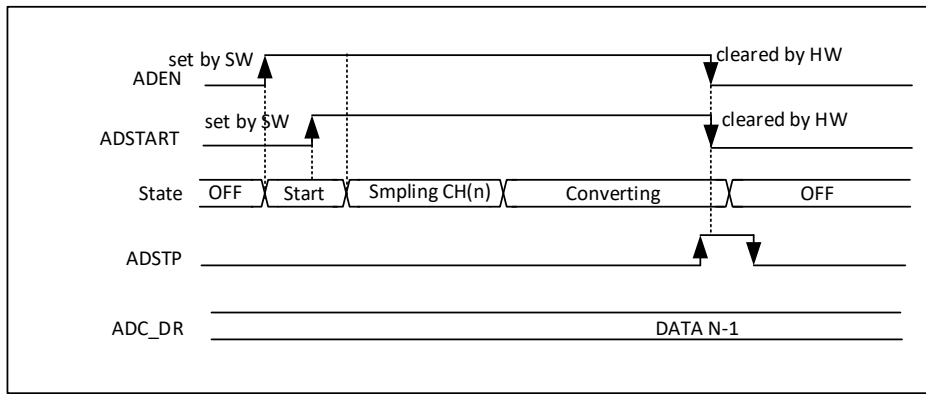 set by SW cleared by HW
ADEN
set by SW cleared by HW
ADSTART
State OFF Start Smpling CH(n) Converting OFF
ADSTP
ADC_DR DATA N-1